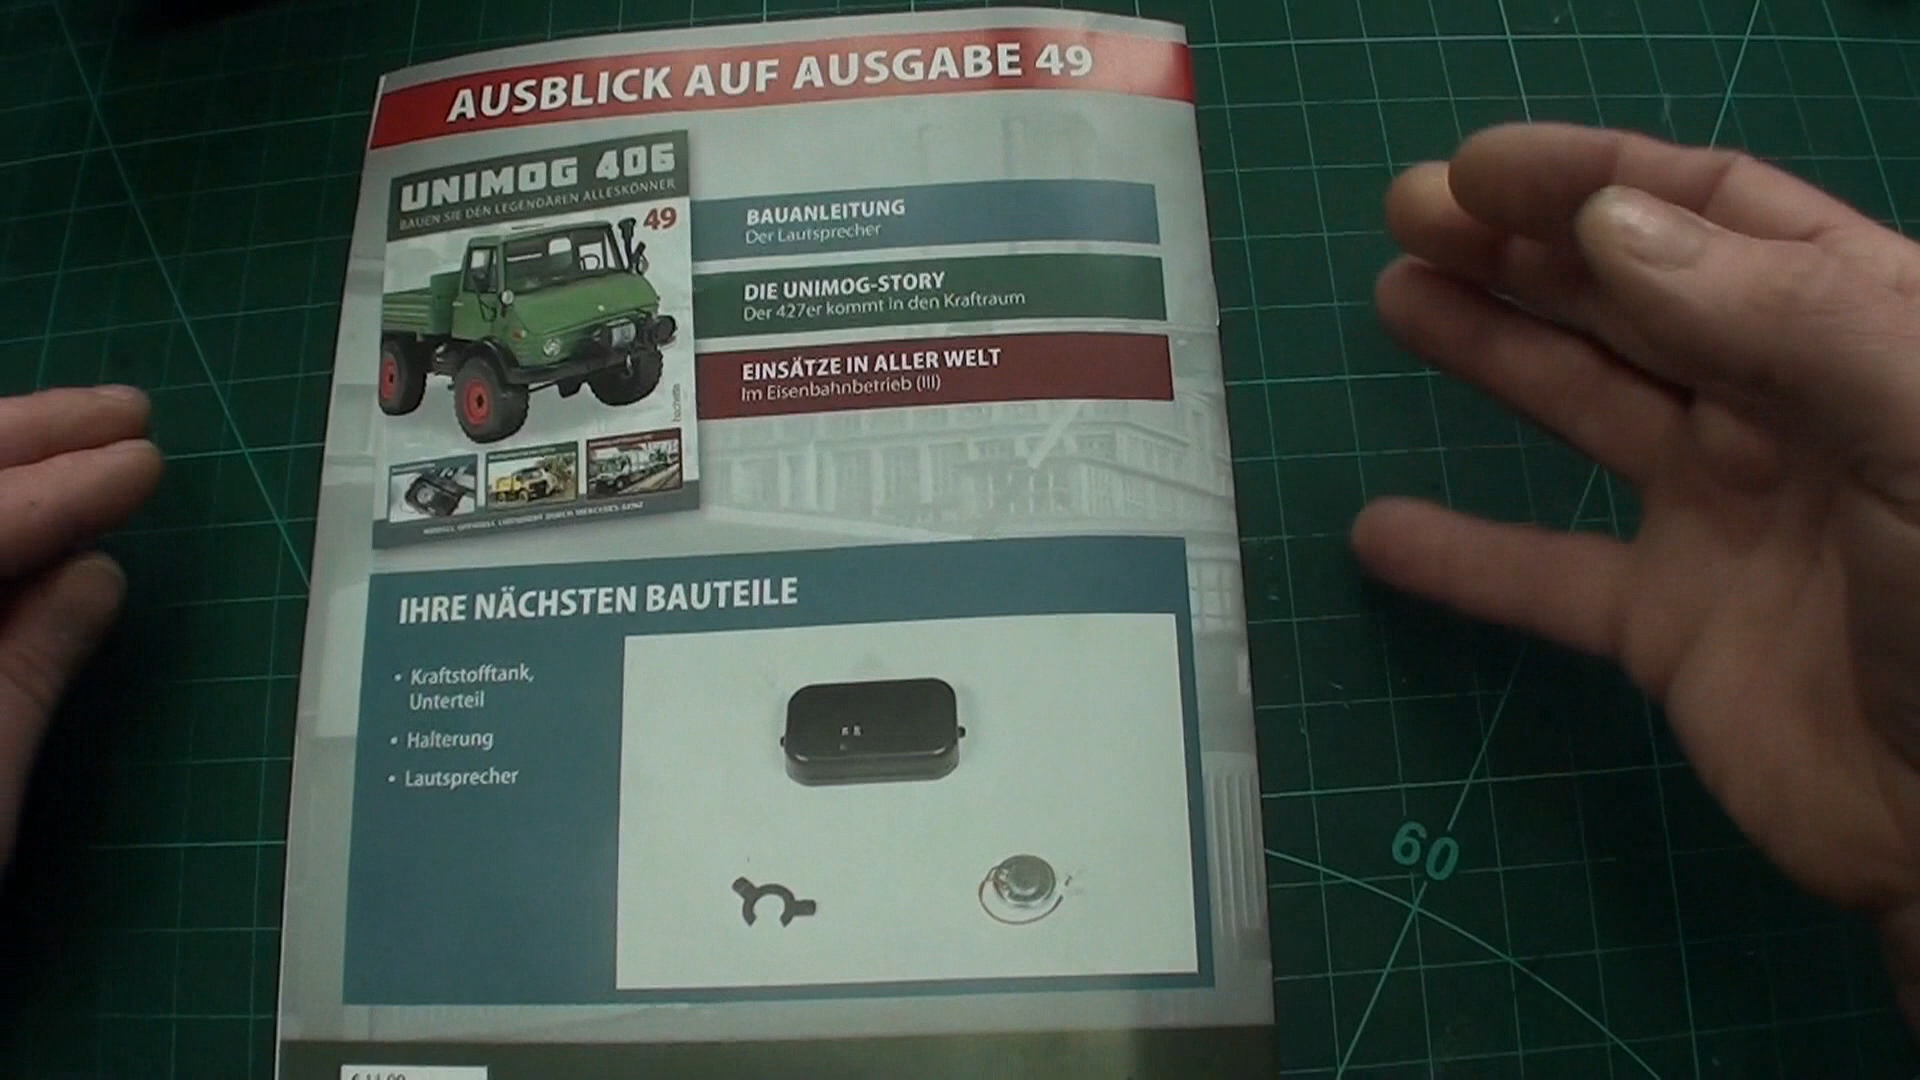 AUSBLICK AUF AUSGABE 49
UNIMOG 406
BAUEN SIE DEN LEGENDÄREN ALLESKÖNNER
49
hachette
BAUANLEITUNG
Der Lautsprecher
DIE UNIMOG-STORY
Der 427er kommt in den Kraftraum
EINSÄTZE IN ALLER WELT
Im Eisenbahnbetrieb (III)
IHRE NÄCHSTEN BAUTEILE
• Kraftstofftank,
Unterteil
• Halterung
• Lautsprecher
60